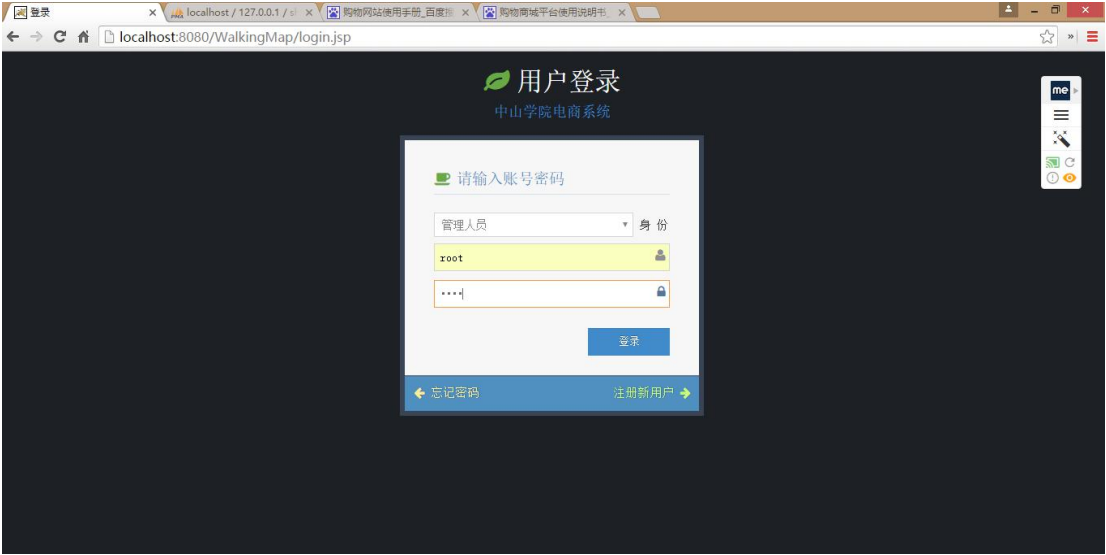 登录
localhost / 127.0.0.1 / s
购物网站使用手册_百度
购物商城平台使用说明书_
localhost:8080/WalkingMap/login.jsp
用户登录
中山学院电商系统
me
请输入账号密码
管理人员
身 份
root
····
登录
忘记密码
注册新用户